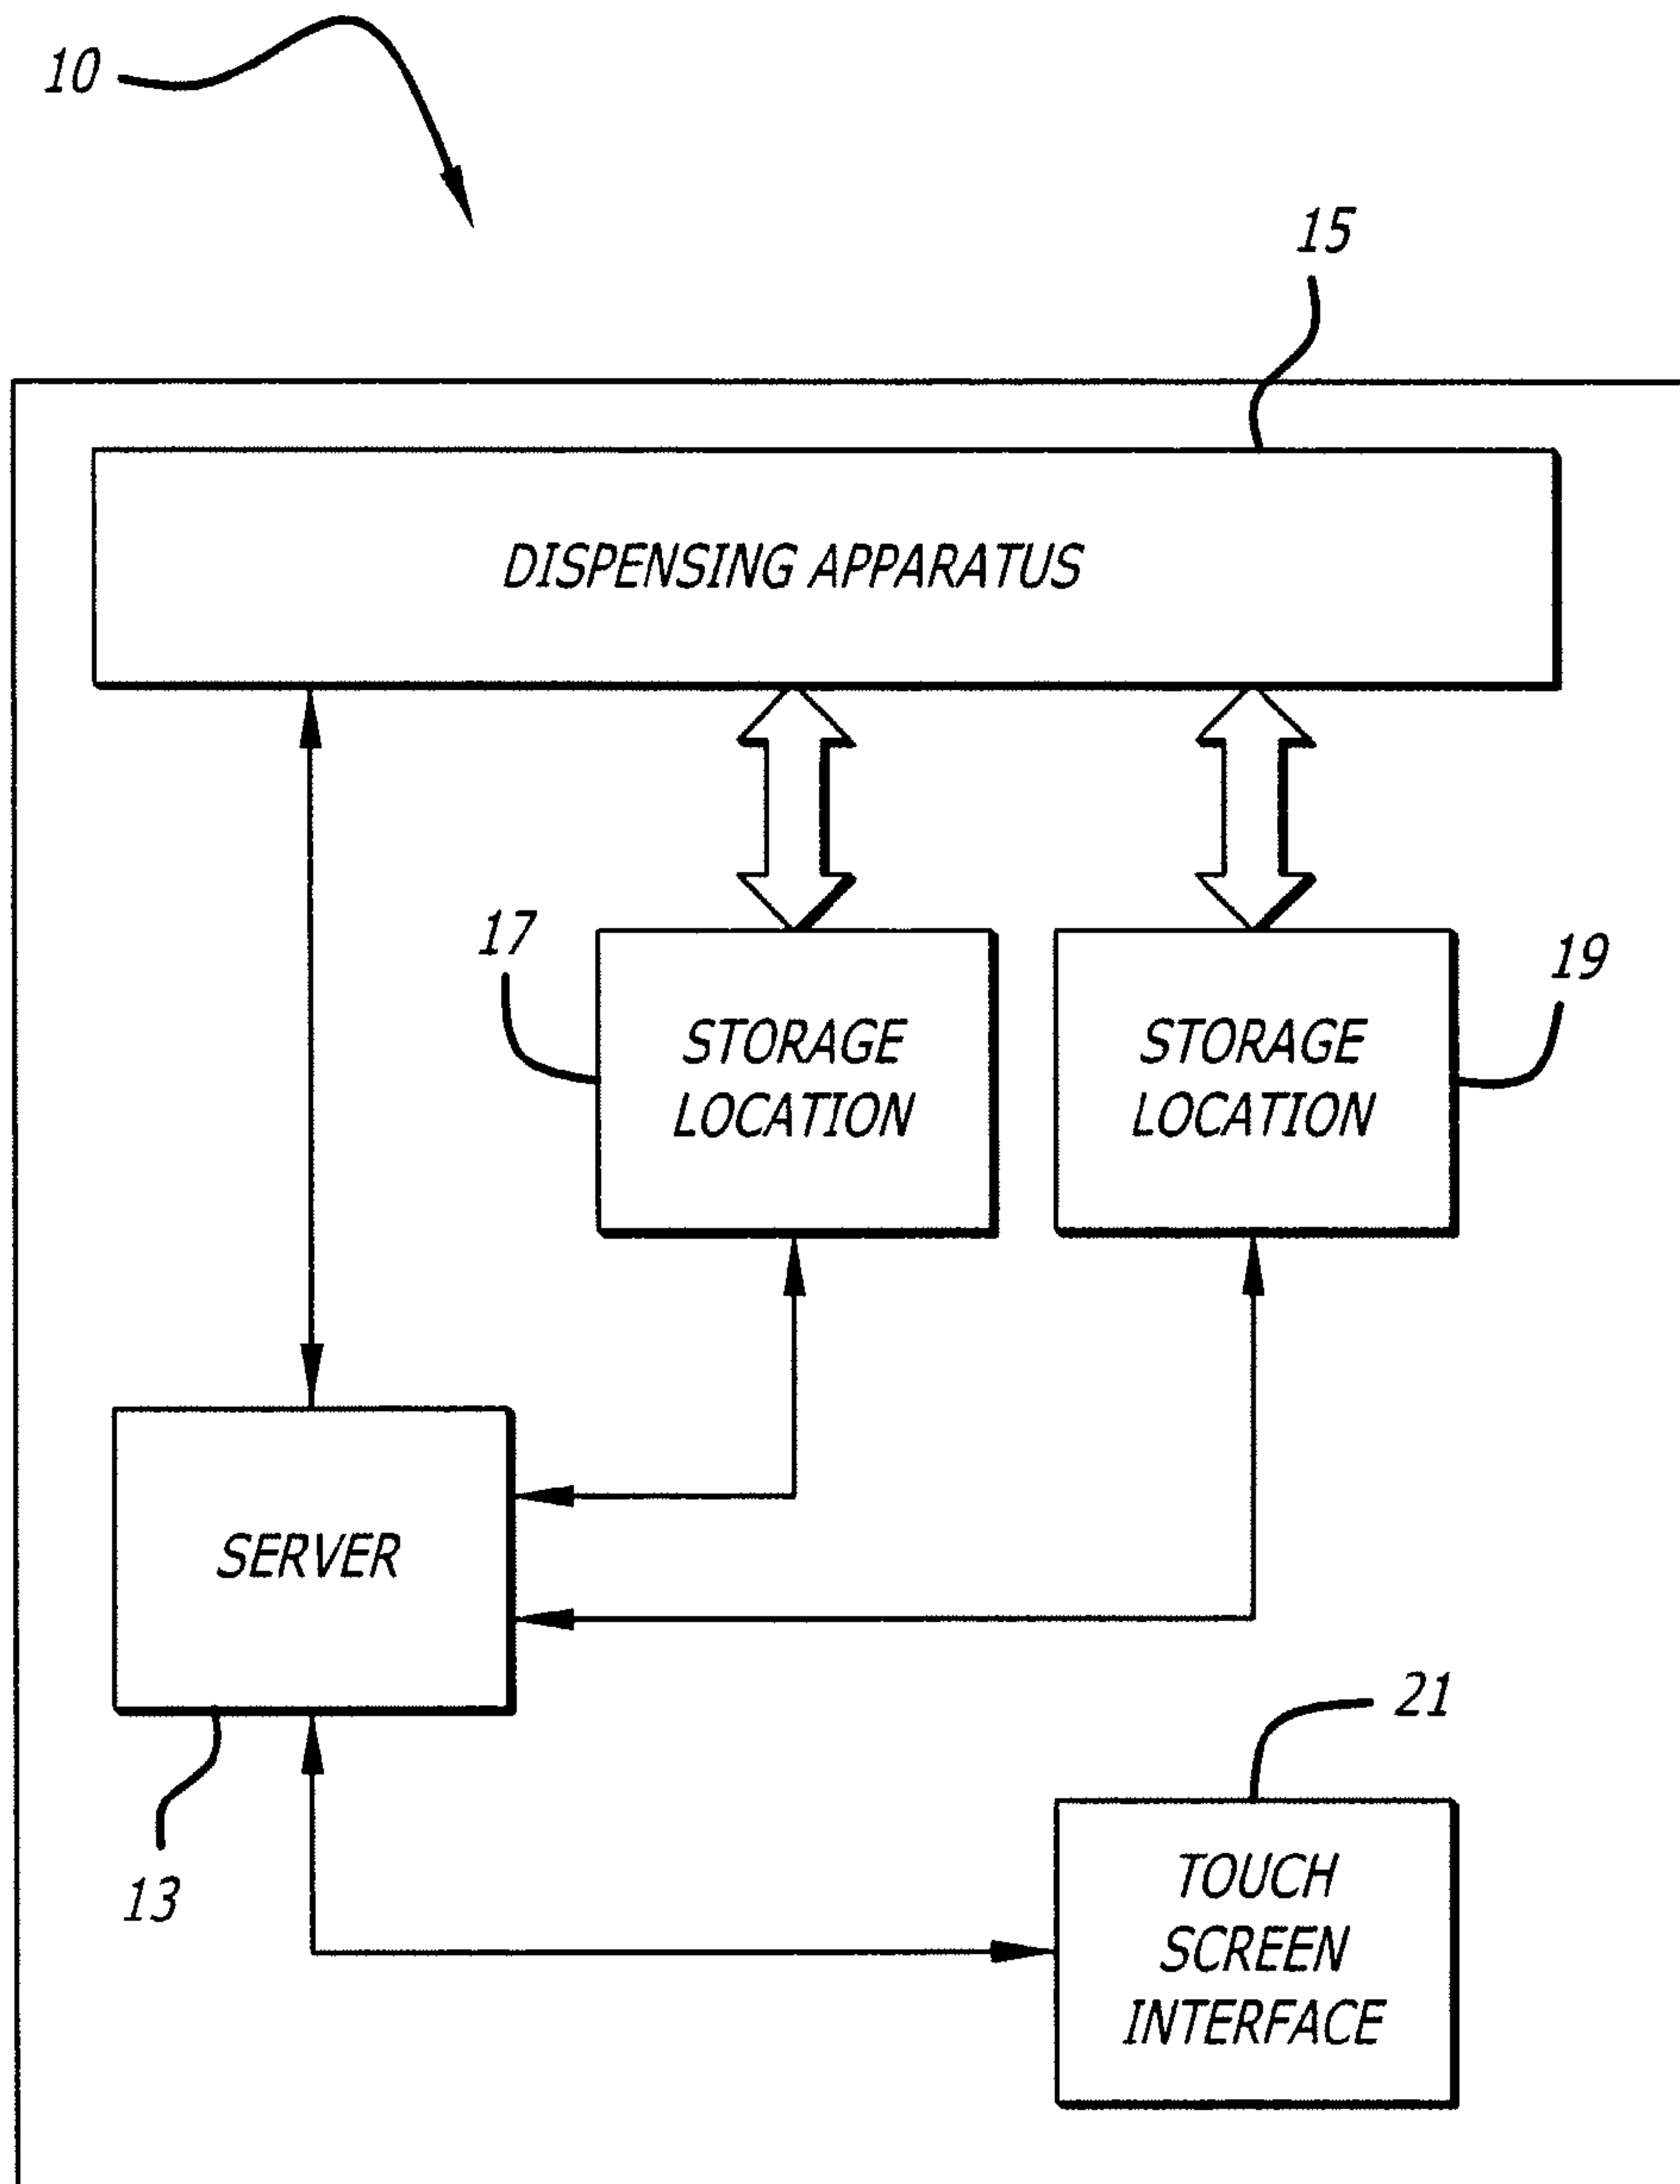 10
15
DISPENSING APPARATUS
17
19
STORAGE
LOCATION
STORAGE
LOCATION
SERVER
13
21
TOUCH
SCREEN
INTERFACE